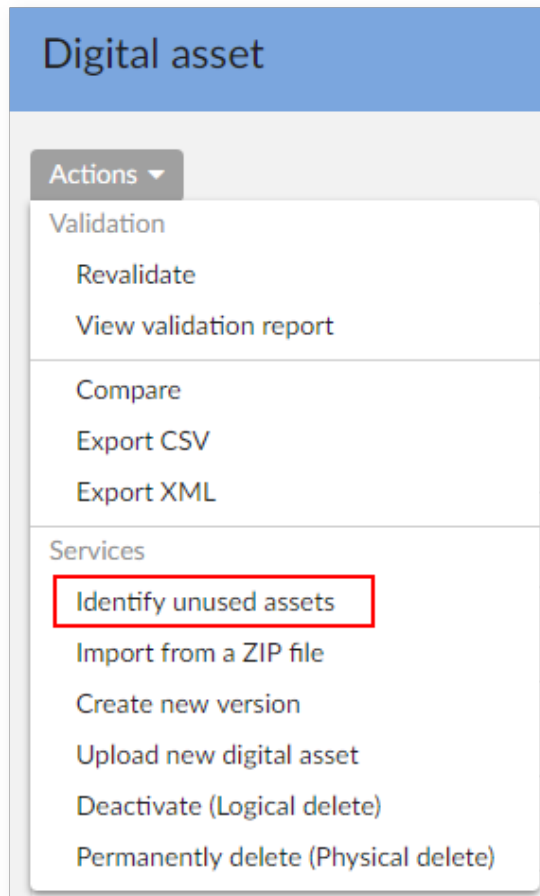 Digital asset
Actions
Validation
Revalidate
View validation report
Compare
Export CSV
Export XML
Services
Identify unused assets
Import from a ZIP file
Create new version
Upload new digital asset
Deactivate (Logical delete)
Permanently delete (Physical delete)